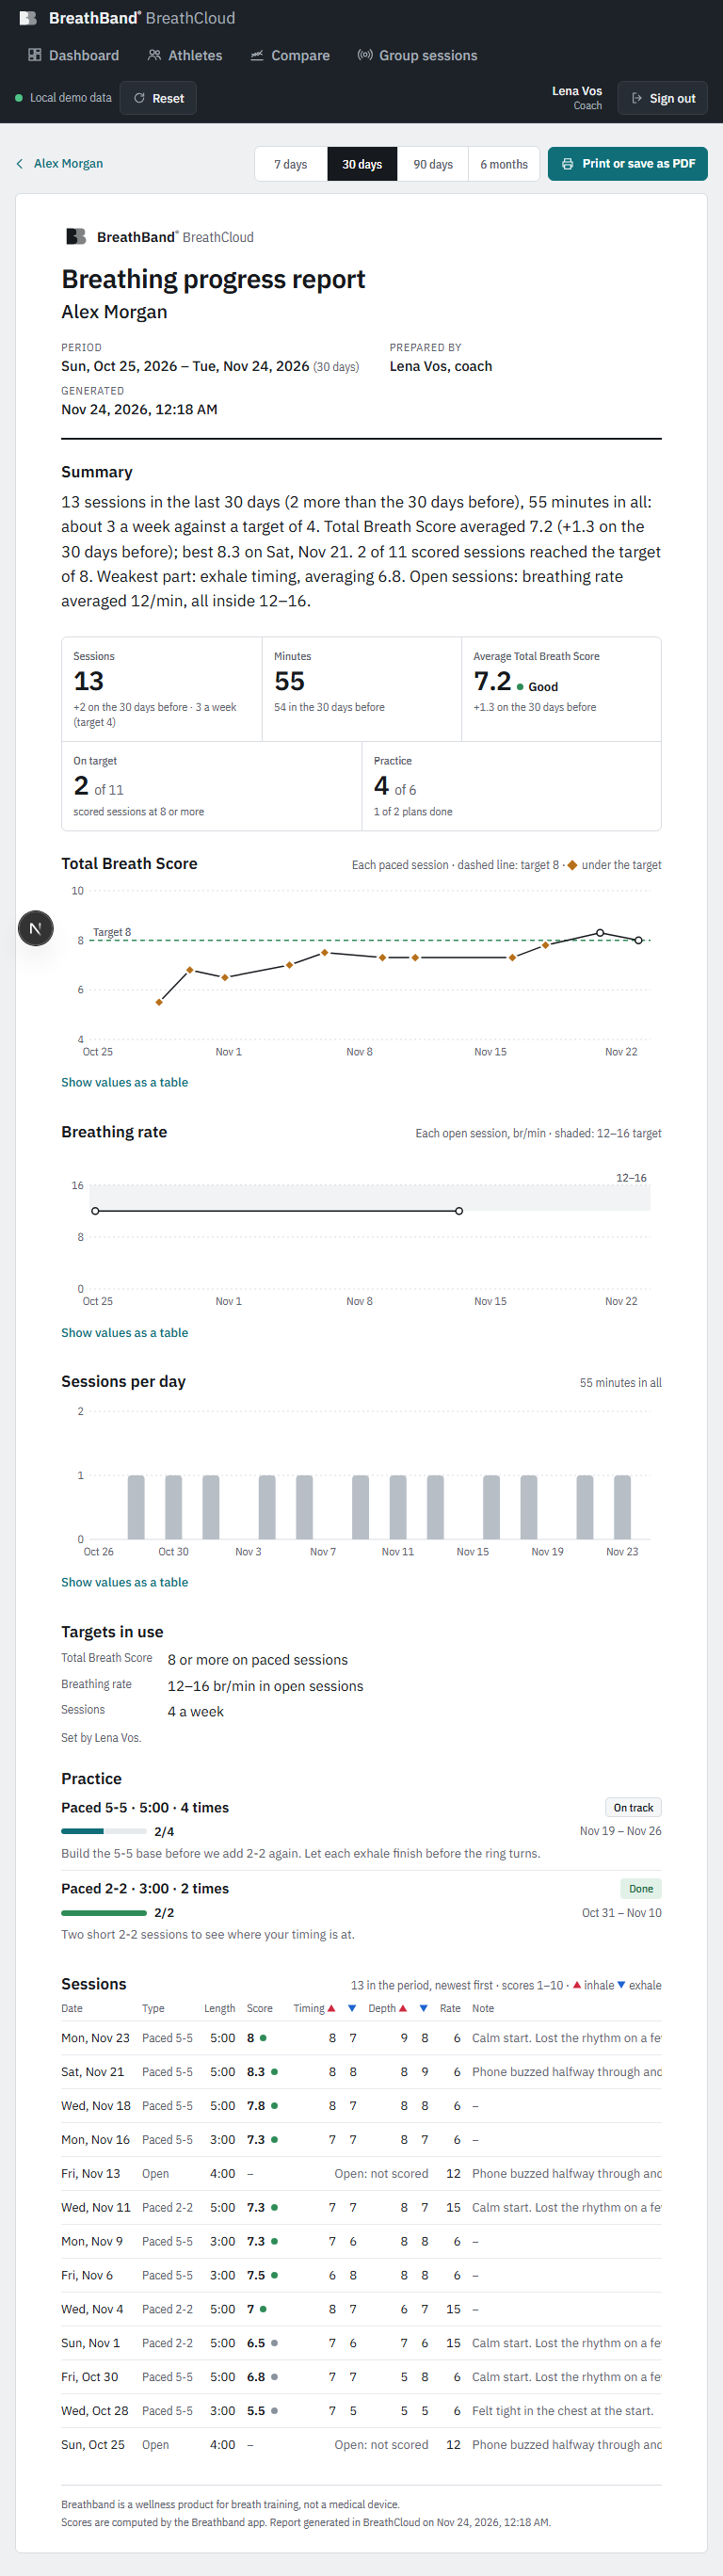 BreathBand® BreathCloud
Dashboard Athletes Compare Group sessions
Local demo data Reset Lena Vos Coach Sign out
Alex Morgan 7 days 30 days 90 days 6 months Print or save as PDF
BreathBand® BreathCloud
Breathing progress report
Alex Morgan
PERIOD PREPARED BY
Sun, Oct 25, 2026 – Tue, Nov 24, 2026 (30 days) Lena Vos, coach
GENERATED
Nov 24, 2026, 12:18 AM
Summary
13 sessions in the last 30 days (2 more than the 30 days before), 55 minutes in all:
about 3 a week against a target of 4. Total Breath Score averaged 7.2 (+1.3 on the
30 days before); best 8.3 on Sat, Nov 21. 2 of 11 scored sessions reached the target
of 8. Weakest part: exhale timing, averaging 6.8. Open sessions: breathing rate
averaged 12/min, all inside 12–16.
Sessions Minutes Average Total Breath Score
13 55 7.2 Good
+2 on the 30 days before · 3 a week 54 in the 30 days before +1.3 on the 30 days before
(target 4)
On target Practice
2 of 11 4 of 6
scored sessions at 8 or more 1 of 2 plans done
Total Breath Score Each paced session · dashed line: target 8 · ◆ under the target
10
Target 8
8
N
6
4
Oct 25 Nov 1 Nov 8 Nov 15 Nov 22
Show values as a table
Breathing rate Each open session, br/min · shaded: 12–16 target
12–16
16
8
0
Oct 25 Nov 1 Nov 8 Nov 15 Nov 22
Show values as a table
Sessions per day 55 minutes in all
2
1
0
Oct 26 Oct 30 Nov 3 Nov 7 Nov 11 Nov 15 Nov 19 Nov 23
Show values as a table
Targets in use
Total Breath Score 8 or more on paced sessions
Breathing rate 12–16 br/min in open sessions
Sessions 4 a week
Set by Lena Vos.
Practice
Paced 5-5 · 5:00 · 4 times On track
2/4 Nov 19 – Nov 26
Build the 5-5 base before we add 2-2 again. Let each exhale finish before the ring turns.
Paced 2-2 · 3:00 · 2 times Done
2/2 Oct 31 – Nov 10
Two short 2-2 sessions to see where your timing is at.
Sessions 13 in the period, newest first · scores 1–10 · ▲ inhale ▼ exhale
Date Type Length Score Timing ▲ ▼ Depth ▲ ▼ Rate Note
Mon, Nov 23 Paced 5-5 5:00 8 8 7 9 8 6 Calm start. Lost the rhythm on a fe
Sat, Nov 21 Paced 5-5 5:00 8.3 8 8 8 9 6 Phone buzzed halfway through and
Wed, Nov 18 Paced 5-5 5:00 7.8 8 7 8 8 6 –
Mon, Nov 16 Paced 5-5 3:00 7.3 7 7 8 7 6 –
Fri, Nov 13 Open 4:00 – Open: not scored 12 Phone buzzed halfway through and
Wed, Nov 11 Paced 2-2 5:00 7.3 7 7 8 7 15 Calm start. Lost the rhythm on a fe
Mon, Nov 9 Paced 5-5 3:00 7.3 7 6 8 8 6 –
Fri, Nov 6 Paced 5-5 3:00 7.5 6 8 8 8 6 –
Wed, Nov 4 Paced 2-2 5:00 7 8 7 6 7 15 –
Sun, Nov 1 Paced 2-2 5:00 6.5 7 6 7 6 15 Calm start. Lost the rhythm on a fe
Fri, Oct 30 Paced 5-5 5:00 6.8 7 7 5 8 6 Calm start. Lost the rhythm on a fe
Wed, Oct 28 Paced 5-5 3:00 5.5 7 5 5 5 6 Felt tight in the chest at the start.
Sun, Oct 25 Open 4:00 – Open: not scored 12 Phone buzzed halfway through and
Breathband is a wellness product for breath training, not a medical device.
Scores are computed by the Breathband app. Report generated in BreathCloud on Nov 24, 2026, 12:18 AM.